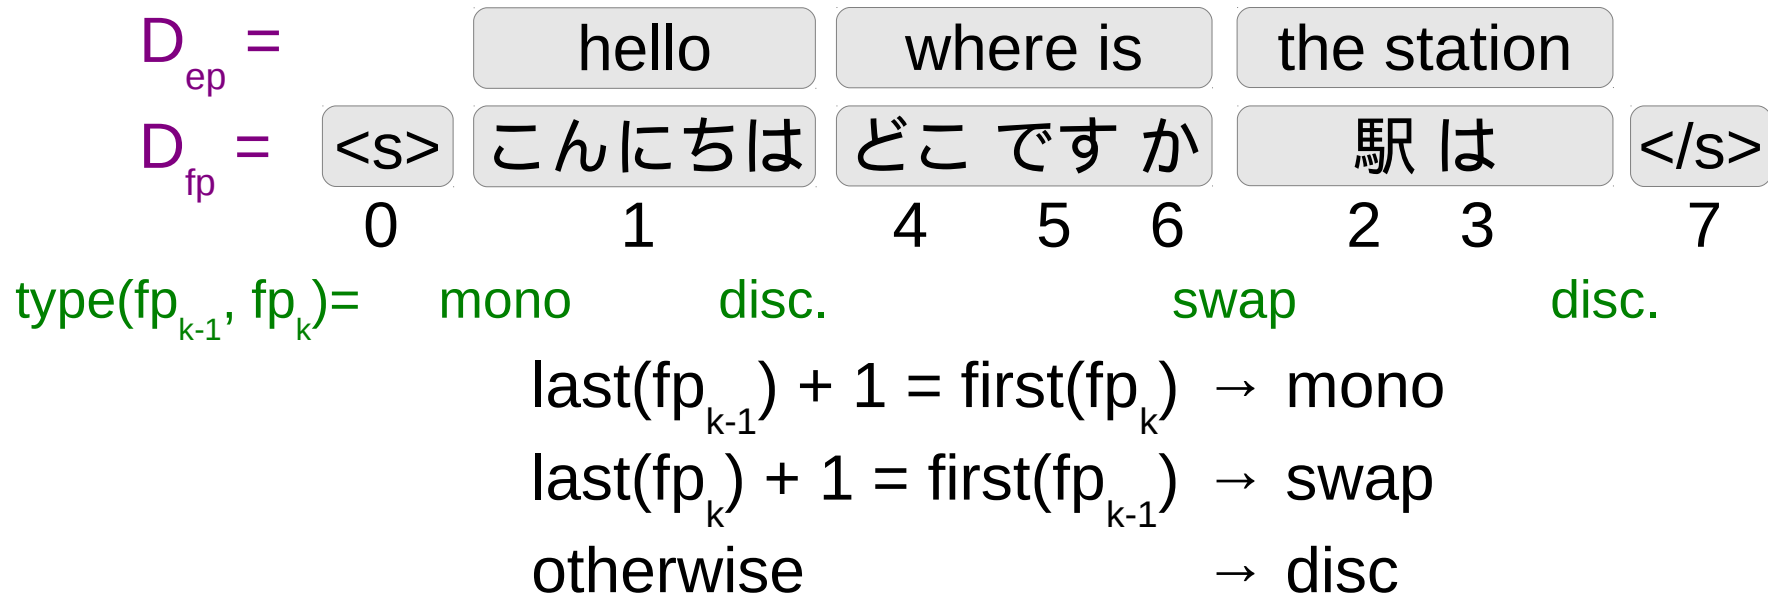 D_ep = hello where is the station
D_fp = <s> こんにちは どこ です か 駅 は </s>
0 1 4 5 6 2 3 7
type(fp_k-1, fp_k)= mono disc. swap disc.
last(fp_k-1) + 1 = first(fp_k) → mono
last(fp_k) + 1 = first(fp_k-1) → swap
otherwise → disc